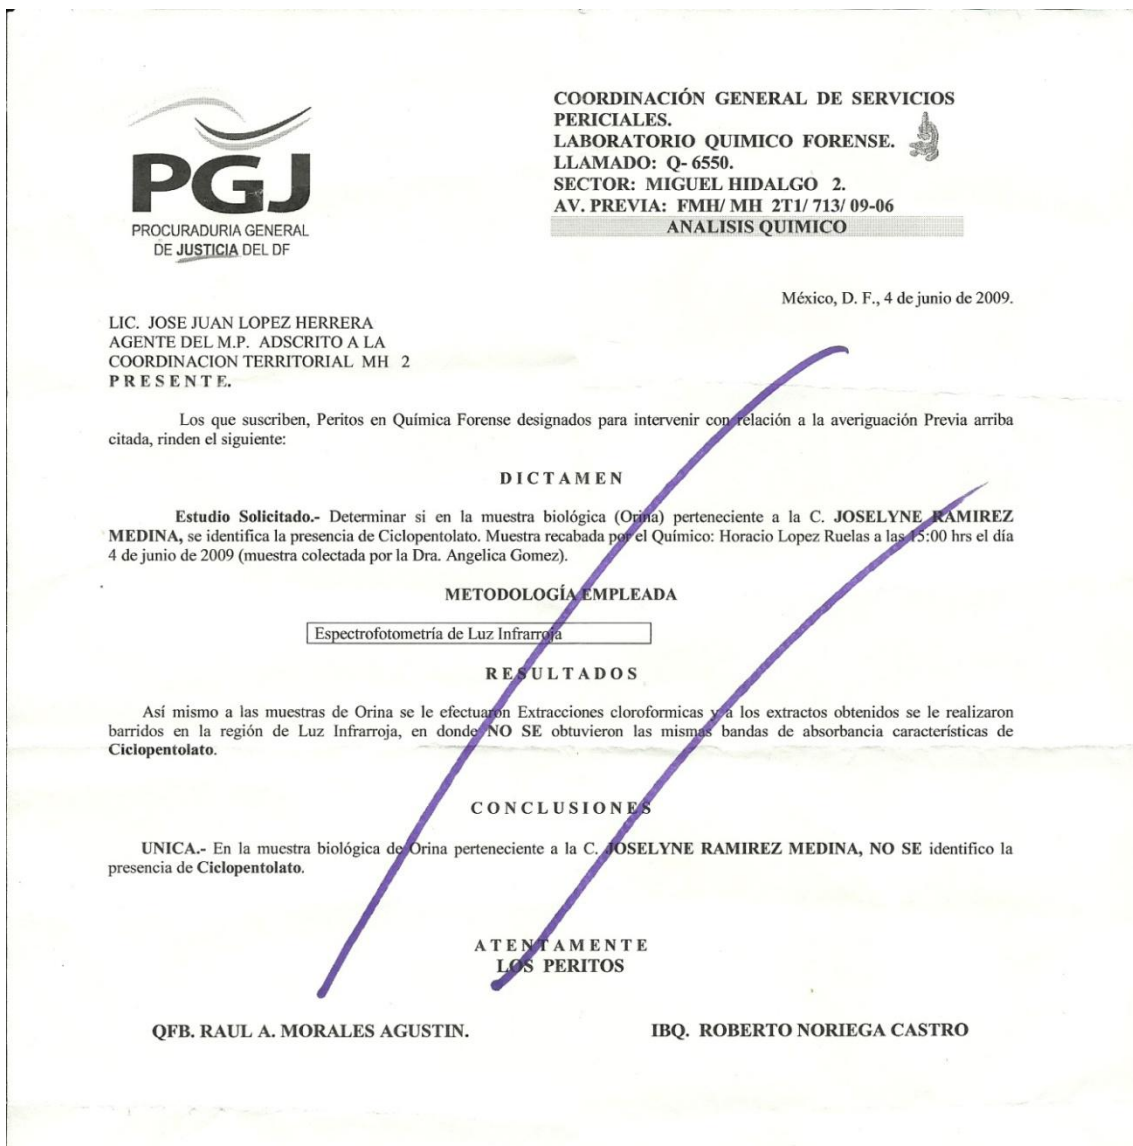 PGJ
PROCURADURIA GENERAL
DE JUSTICIA DEL DF
COORDINACIÓN GENERAL DE SERVICIOS
PERICIALES.
LABORATORIO QUIMICO FORENSE.
LLAMADO: Q- 6550.
SECTOR: MIGUEL HIDALGO 2.
AV. PREVIA: FMH/ MH 2T1/ 713/ 09-06
ANALISIS QUIMICO
México, D. F., 4 de junio de 2009.
LIC. JOSE JUAN LOPEZ HERRERA
AGENTE DEL M.P. ADSCRITO A LA
COORDINACION TERRITORIAL MH 2
P R E S E N T E.
Los que suscriben, Peritos en Química Forense designados para intervenir con relación a la averiguación Previa arriba
citada, rinden el siguiente:
D I C T A M E N
Estudio Solicitado.- Determinar si en la muestra biológica (Orina) perteneciente a la C. JOSELYNE RAMIREZ
MEDINA, se identifica la presencia de Ciclopentolato. Muestra recabada por el Químico: Horacio Lopez Ruelas a las 15:00 hrs el día
4 de junio de 2009 (muestra colectada por la Dra. Angelica Gomez).
METODOLOGÍA EMPLEADA
Espectrofotometría de Luz Infrarroja
R E S U L T A D O S
Así mismo a las muestras de Orina se le efectuaron Extracciones cloroformicas y a los extractos obtenidos se le realizaron
barridos en la región de Luz Infrarroja, en donde NO SE obtuvieron las mismas bandas de absorbancia características de
Ciclopentolato.
C O N C L U S I O N E S
UNICA.- En la muestra biológica de Orina perteneciente a la C. JOSELYNE RAMIREZ MEDINA, NO SE identifico la
presencia de Ciclopentolato.
A T E N T A M E N T E
LOS PERITOS
QFB. RAUL A. MORALES AGUSTIN.
IBQ. ROBERTO NORIEGA CASTRO